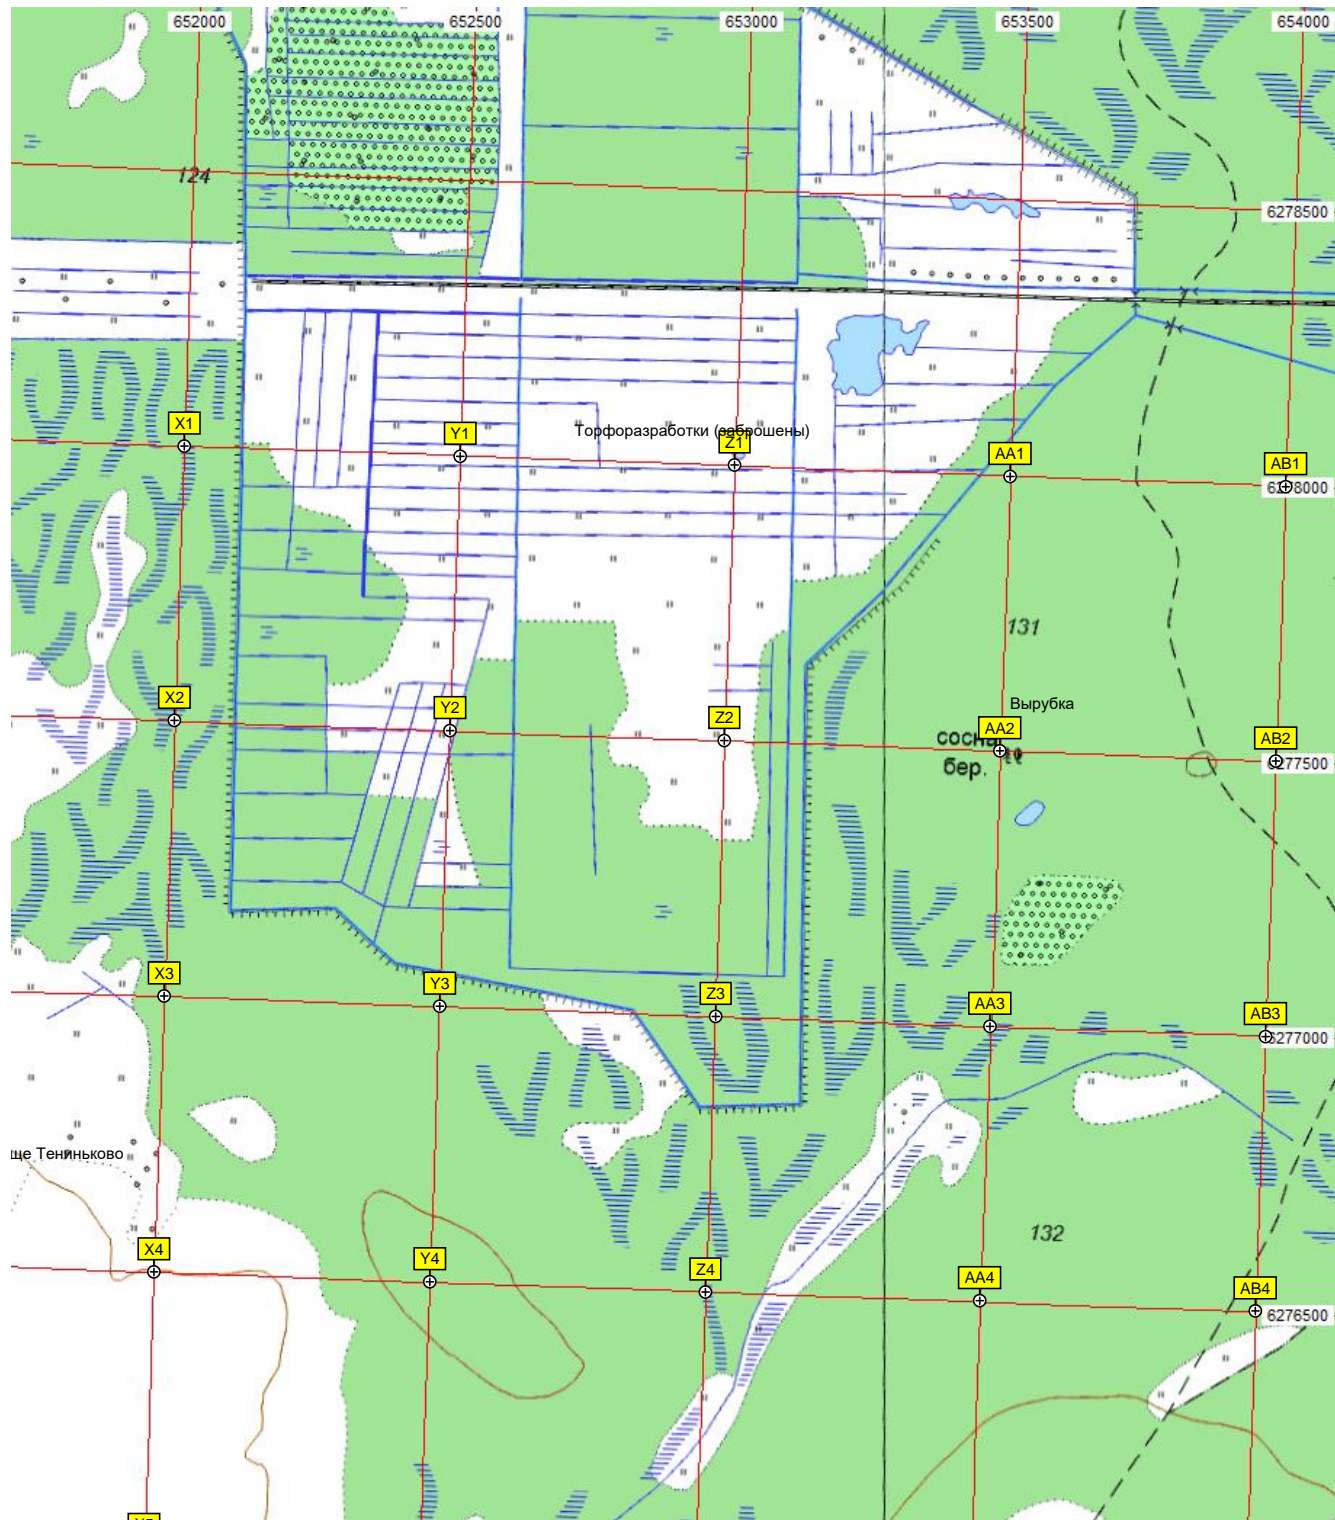 652000
652500
653000
653500
654000
124
6278500
X1
Y1
Торфоразработки (заброшены)
Z1
AA1
AB1
6278000
131
X2
Вырубка
Y2
Z2
AA2
AB2
сосна
бер.
6277500
X3
Y3
Z3
AA3
AB3
6277000
ще Тениньково
132
X4
Y4
Z4
AA4
AB4
6276500